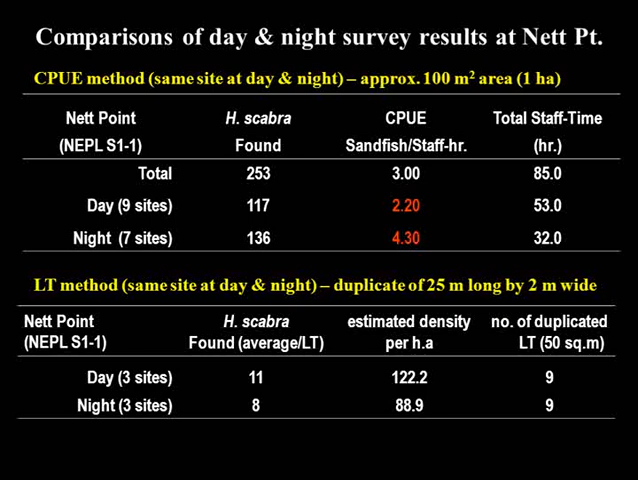 Comparisons of day & night survey results at Nett Pt.
CPUE method (same site at day & night) – approx. 100 m² area (1 ha)
Nett Point H. scabra CPUE Total Staff-Time
(NEPL S1-1) Found Sandfish/Staff-hr. (hr.)
Total 253 3.00 85.0
Day (9 sites) 117 2.20 53.0
Night (7 sites) 136 4.30 32.0
LT method (same site at day & night) – duplicate of 25 m long by 2 m wide
Nett Point H. scabra estimated density no. of duplicated
(NEPL S1-1) Found (average/LT) per h.a LT (50 sq.m)
Day (3 sites) 11 122.2 9
Night (3 sites) 8 88.9 9